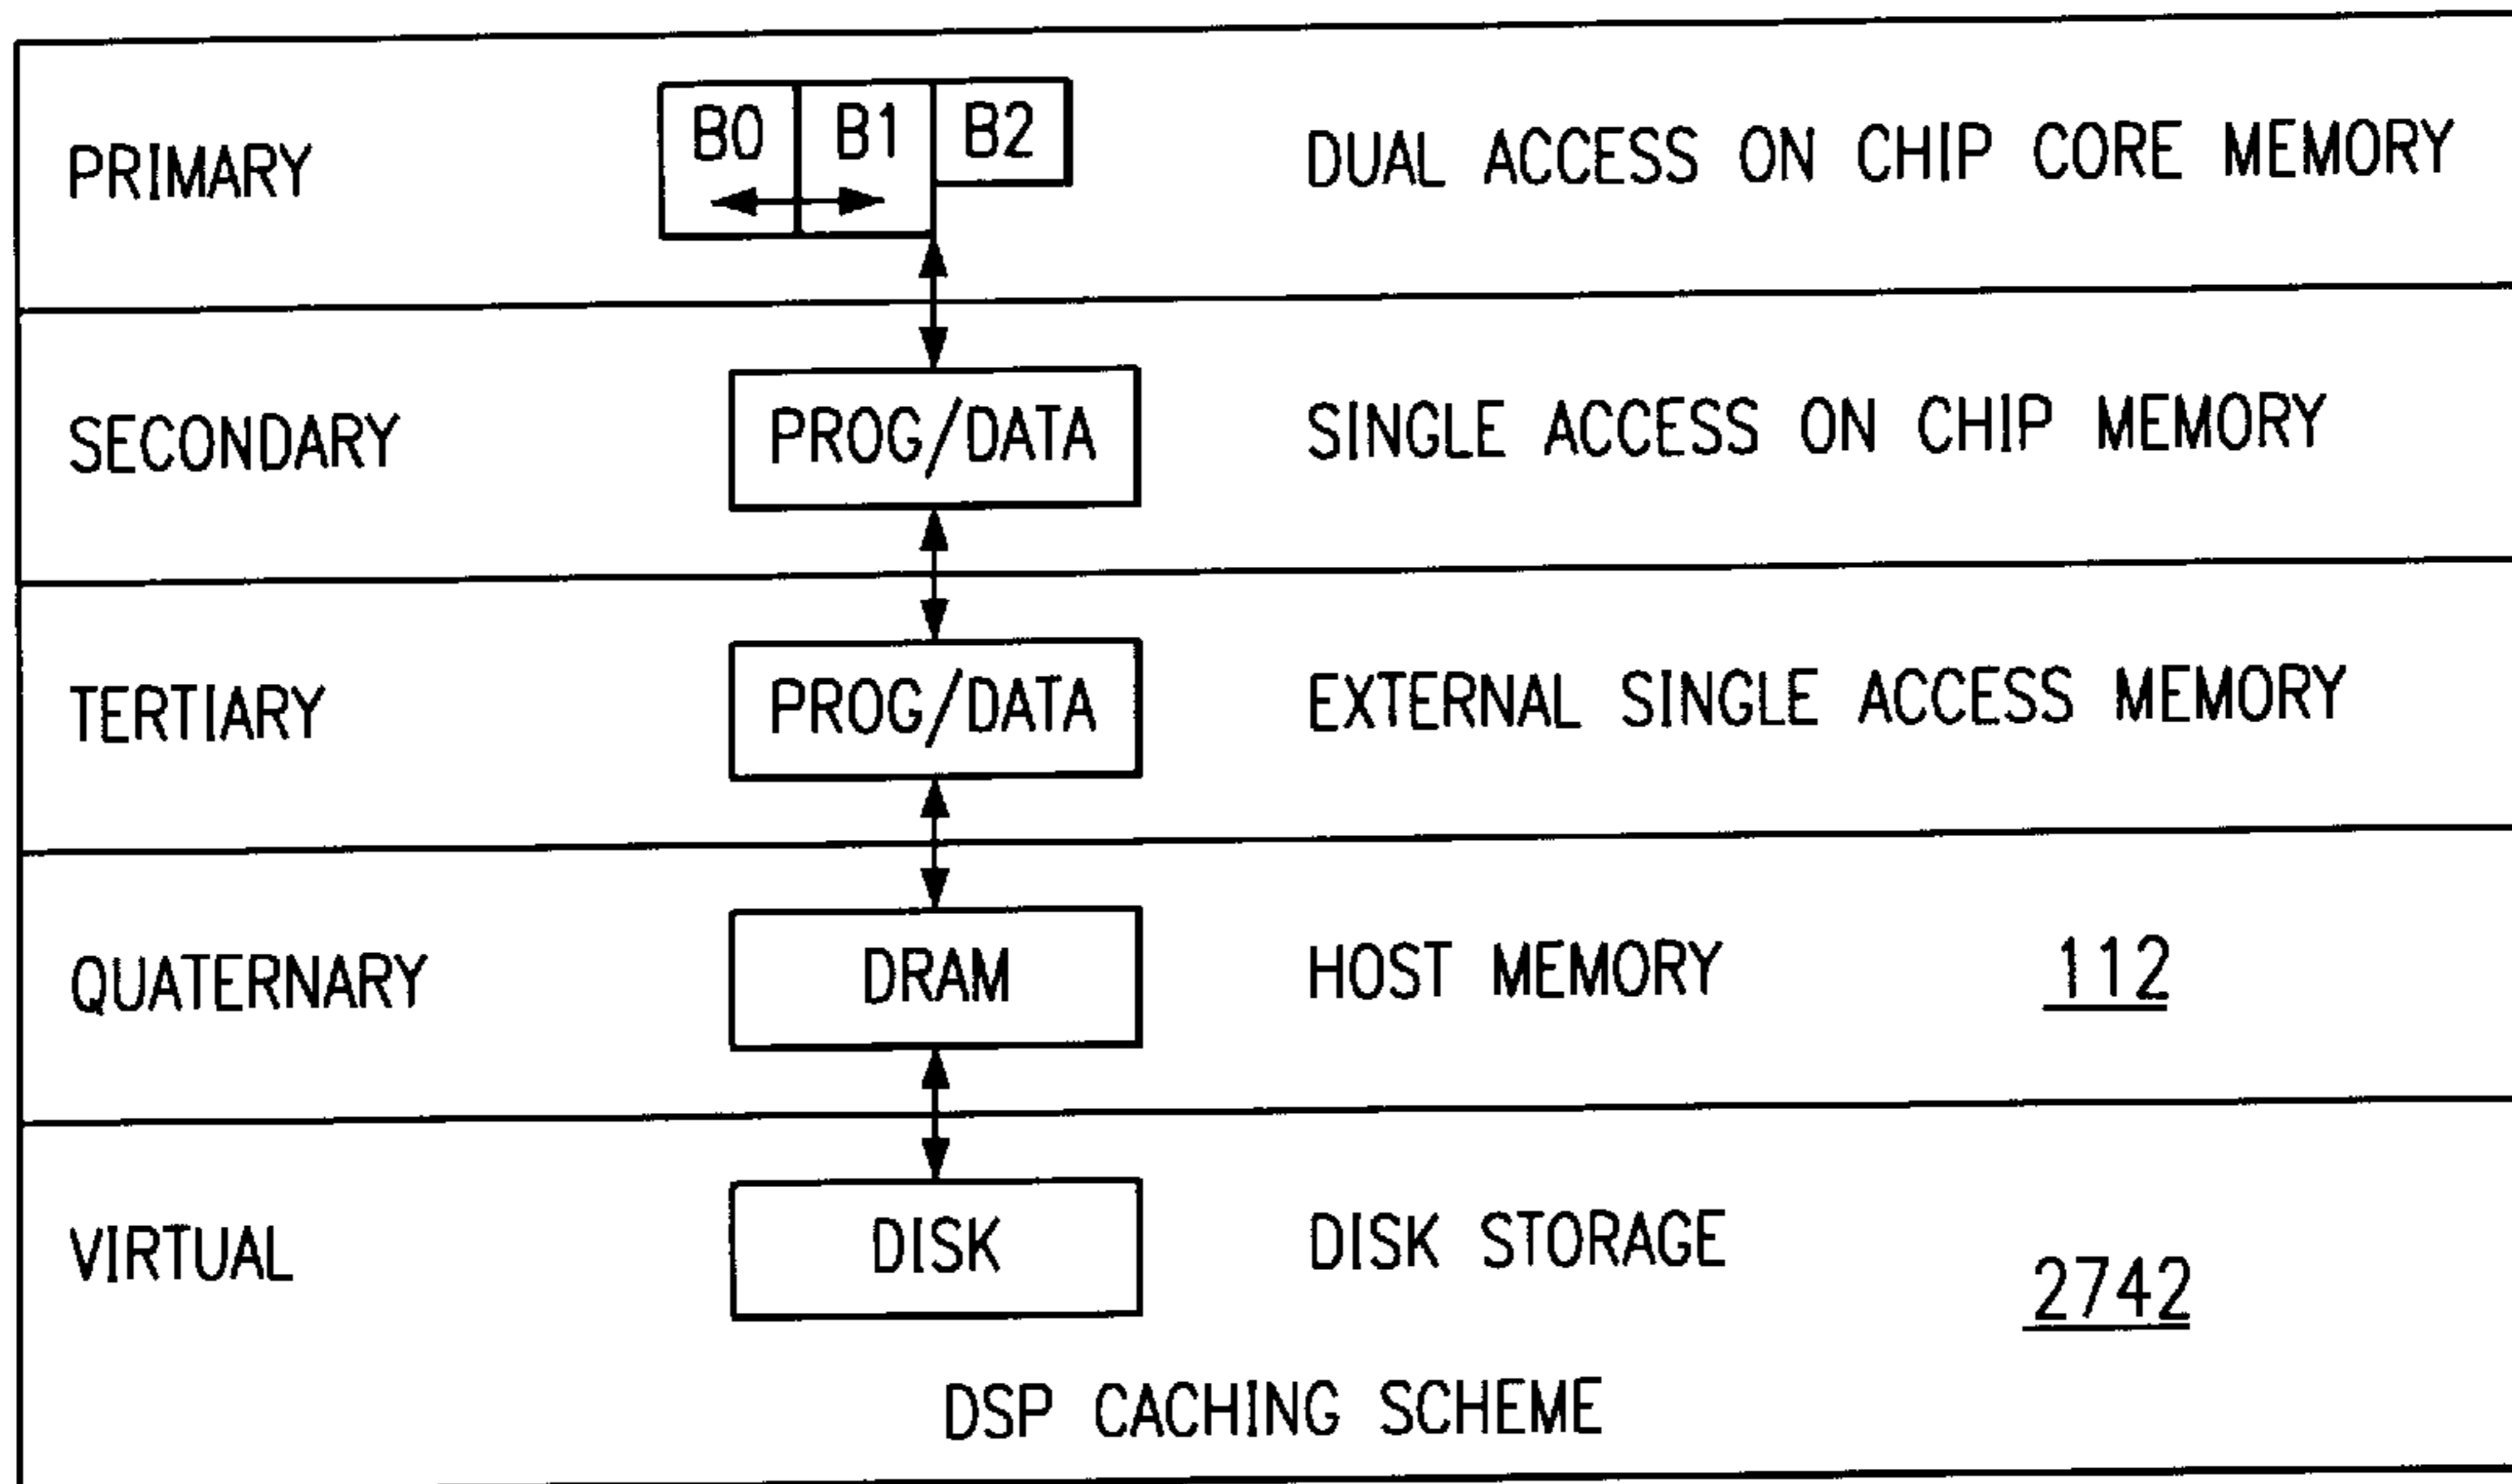 PRIMARY B0 B1 B2 DUAL ACCESS ON CHIP CORE MEMORY
SECONDARY PROG/DATA SINGLE ACCESS ON CHIP MEMORY
TERTIARY PROG/DATA EXTERNAL SINGLE ACCESS MEMORY
QUATERNARY DRAM HOST MEMORY 112
VIRTUAL DISK DISK STORAGE
2742
DSP CACHING SCHEME